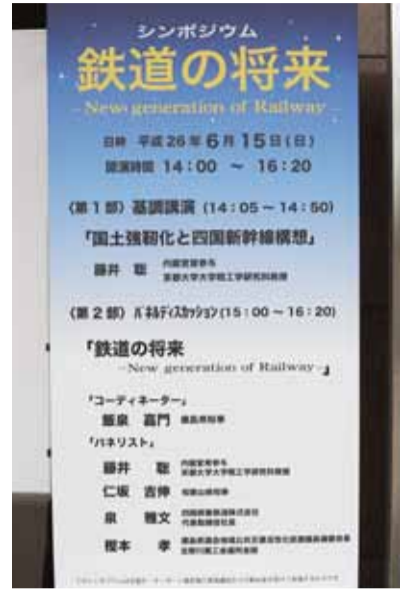 シンポジウム
鉄道の将来
-New generation of Railway-
日時 平成26年6月15日(日)
開演時間 14:00 ~ 16:20
〈第1部〉基調講演 (14:05~14:50)
「国土強靭化と四国新幹線構想」
藤井 聡 内閣官房参与
京都大学大学院工学研究科教授
〈第2部〉パネルディスカッション(15:00~16:20)
『鉄道の将来
-New generation of Railway-』
「コーディネーター」
飯泉 嘉門 徳島県知事
「パネリスト」
藤井 聡 内閣官房参与
京都大学大学院工学研究科教授
仁坂 吉伸 和歌山県知事
泉 雅文 四国旅客鉄道株式会社
代表取締役社長
樫本 孝